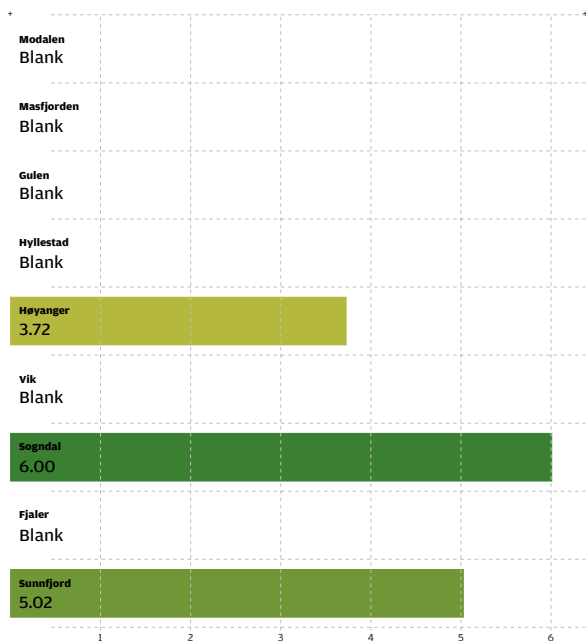 Modalen
Blank
Masfjorden
Blank
Gulen
Blank
Hyllestad
Blank
Høyanger
3.72
Vik
Blank
Sogndal
6.00
Fjaler
Blank
Sunnfjord
5.02
1 2 3 4 5 6